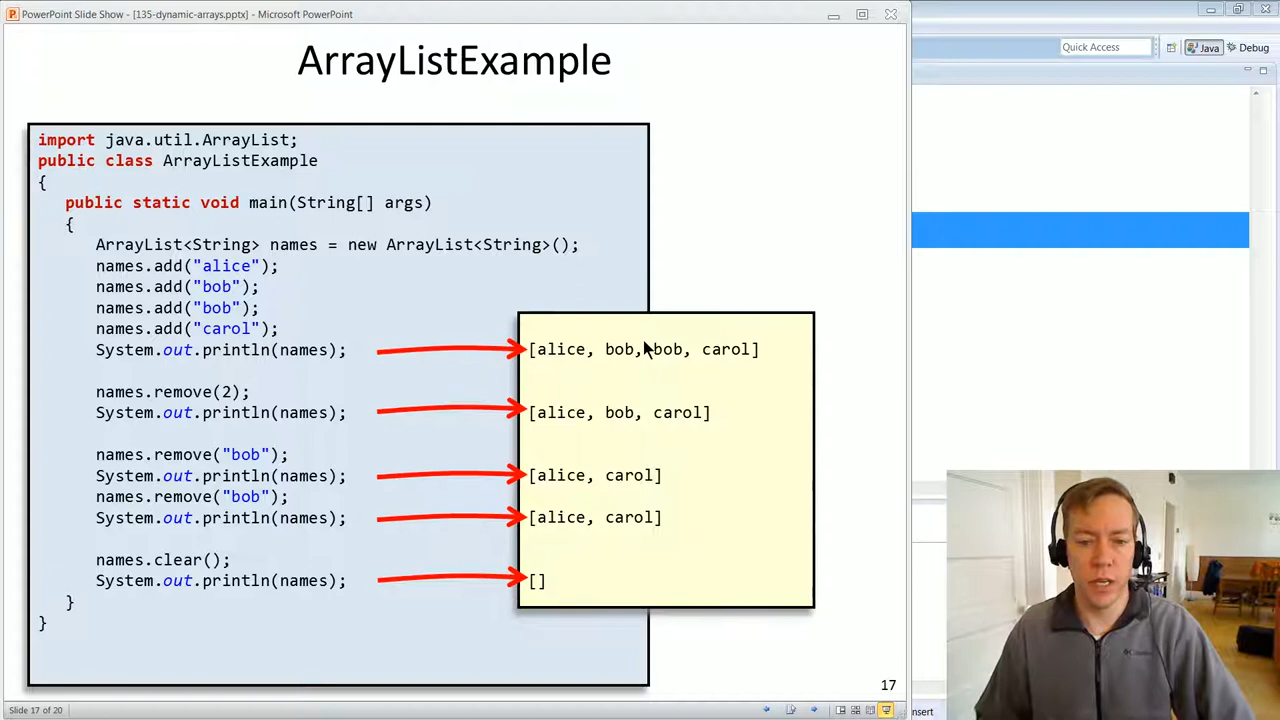 PowerPoint Slide Show - [135-dynamic-arrays.pptx] - Microsoft PowerPoint
Quick Access
Java
Debug
ArrayListExample
import java.util.ArrayList;
public class ArrayListExample
{
public static void main(String[] args)
{
ArrayList<String> names = new ArrayList<String>();
names.add("alice");
names.add("bob");
names.add("bob");
names.add("carol");
System.out.println(names);
names.remove(2);
System.out.println(names);
names.remove("bob");
System.out.println(names);
names.remove("bob");
System.out.println(names);
names.clear();
System.out.println(names);
}
}
[alice, bob, bob, carol]
[alice, bob, carol]
[alice, carol]
[alice, carol]
[]
17
Slide 17 of 20
nsert